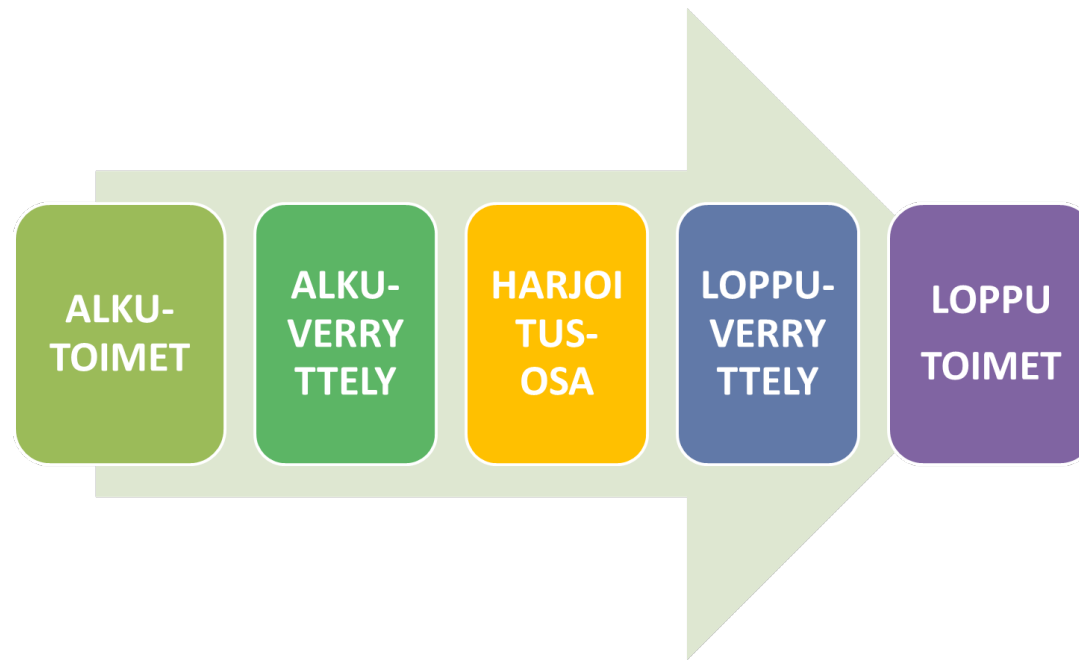 ALKU-
TOIMET
ALKU-
VERRY
TTELY
HARJOI
TUS-
OSA
LOPPU-
VERRY
TTELY
LOPPU
TOIMET